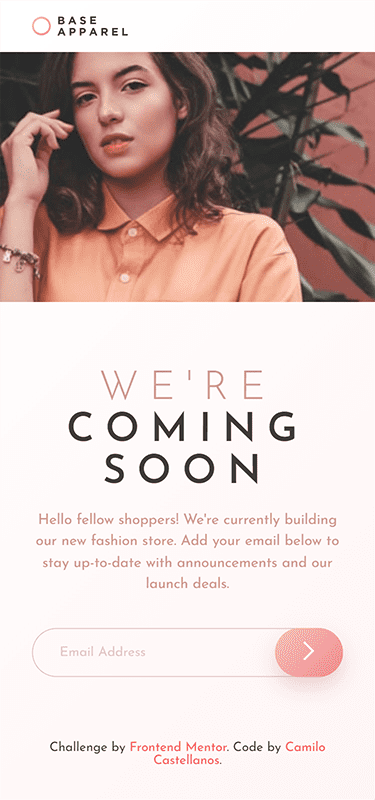 BASE
APPAREL
WE'RE
COMING
SOON
Hello fellow shoppers! We're currently building
our new fashion store. Add your email below to
stay up-to-date with announcements and our
launch deals.
Email Address
Challenge by Frontend Mentor. Code by Camilo
Castellanos.